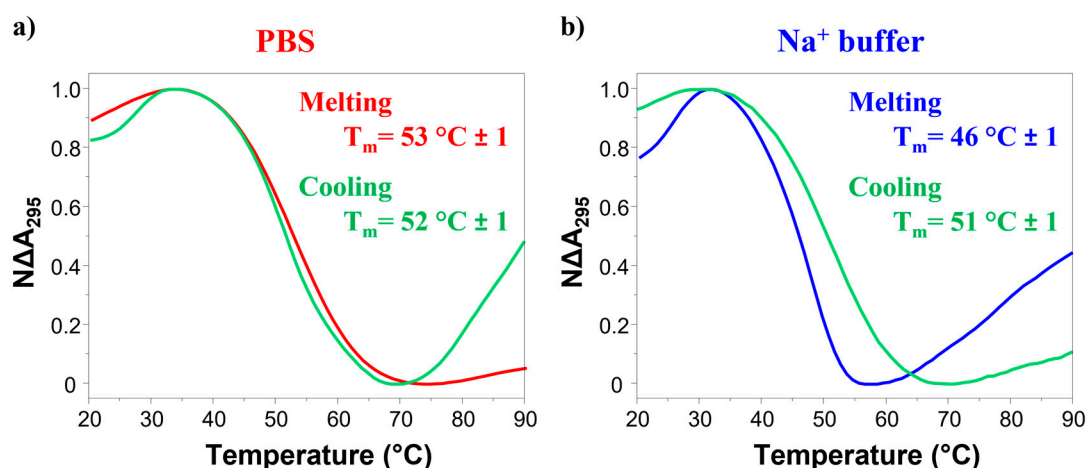 a)
PBS
NΔA295
1.0
0.8
0.6
0.4
0.2
0
Melting
Tm= 53 °C ± 1
Cooling
Tm= 52 °C ± 1
20 30 40 50 60 70 80 90
Temperature (°C)
b)
Na+ buffer
NΔA295
1.0
0.8
0.6
0.4
0.2
0
Melting
Tm= 46 °C ± 1
Cooling
Tm= 51 °C ± 1
20 30 40 50 60 70 80 90
Temperature (°C)